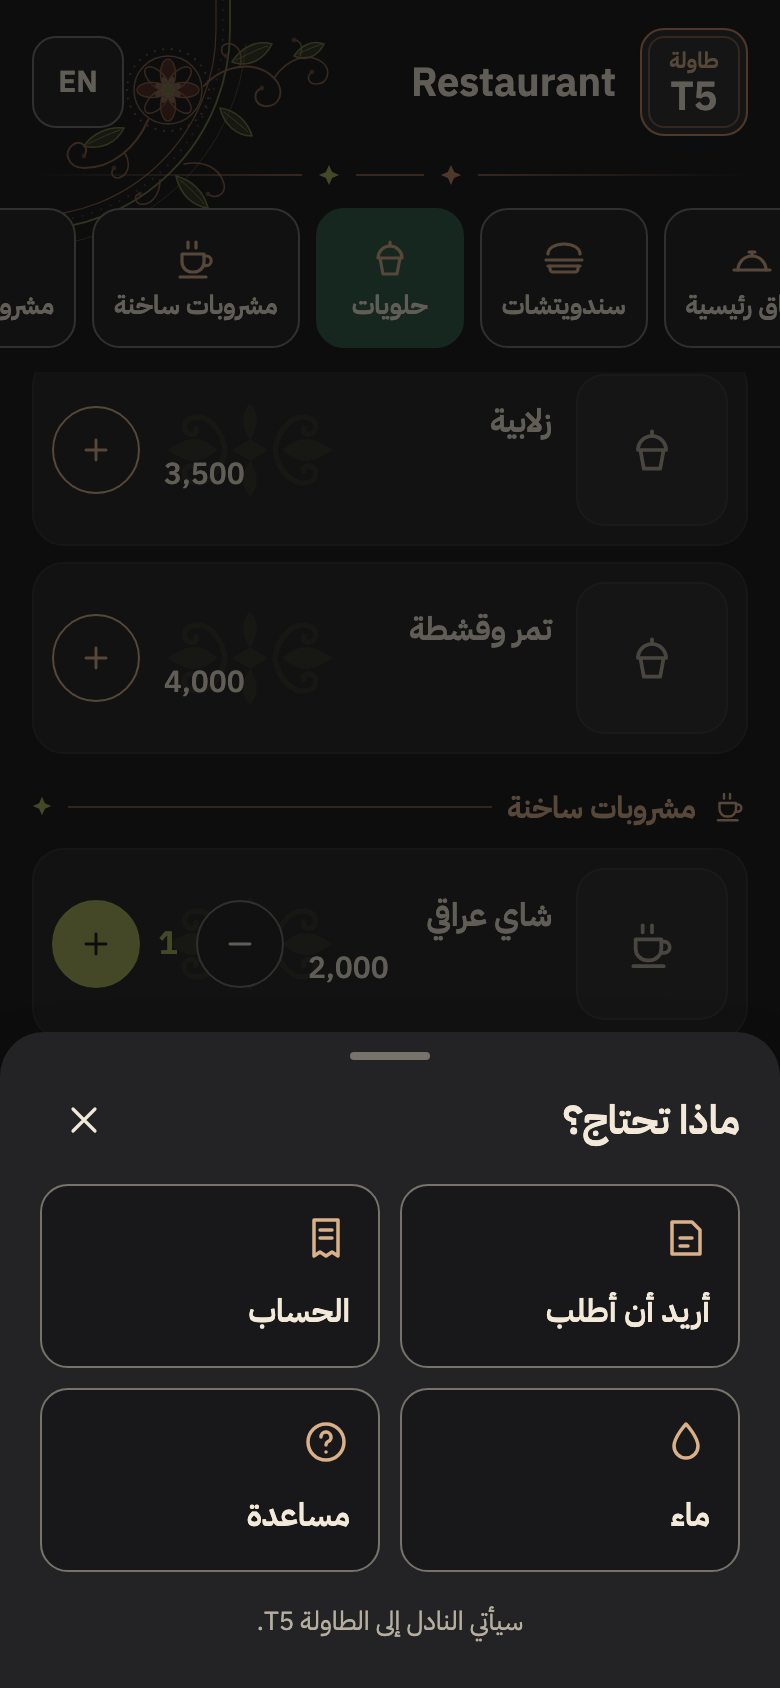 طاولة
T5
Restaurant
EN
ق رئيسية
سندويتشات
حلويات
مشروبات ساخنة
مشرو
زلابية
3,500
تمر وقشطة
4,000
مشروبات ساخنة
شاي عراقي
2,000
1
ماذا تحتاج؟
أريد أن أطلب
الحساب
ماء
مساعدة
سيأتي النادل إلى الطاولة T5.